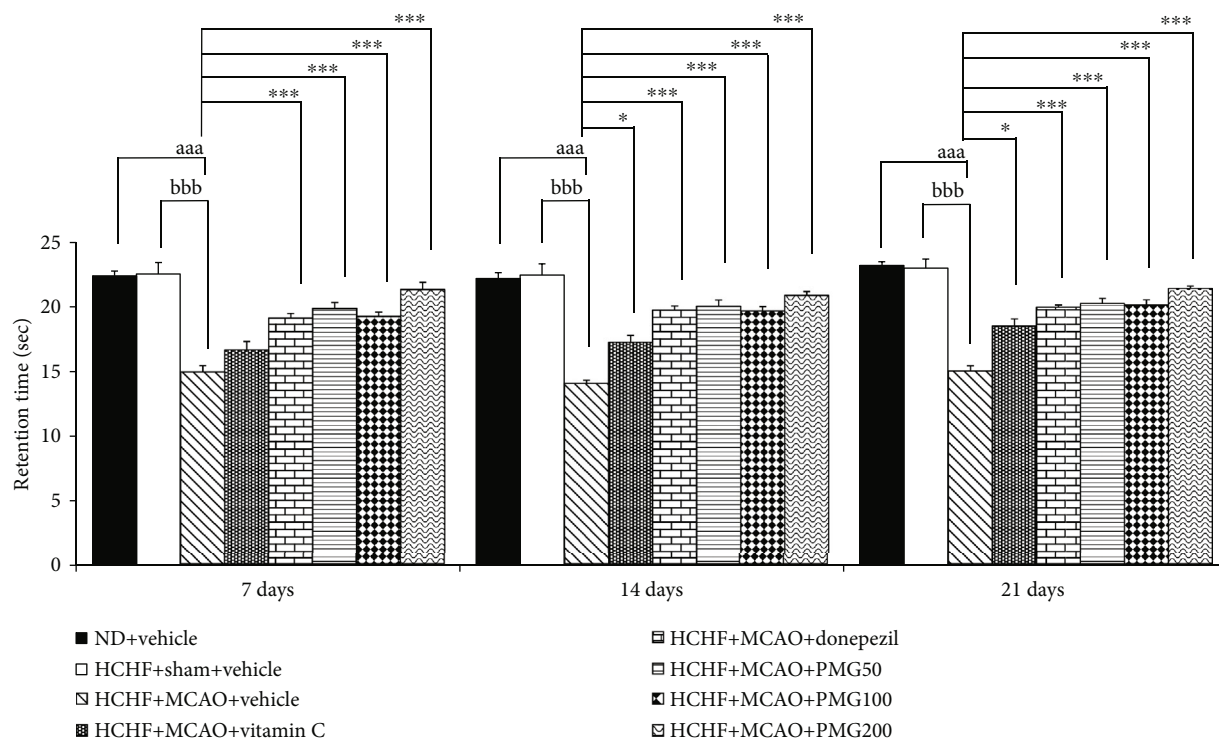 ***
***
***
***
aaa
bbb
***
***
***
***
*
aaa
bbb
***
***
***
***
*
aaa
bbb
Retention time (sec)
25
20
15
10
5
0
7 days
14 days
21 days
ND+vehicle
HCHF+sham+vehicle
HCHF+MCAO+vehicle
HCHF+MCAO+vitamin C
HCHF+MCAO+donepezil
HCHF+MCAO+PMG50
HCHF+MCAO+PMG100
HCHF+MCAO+PMG200